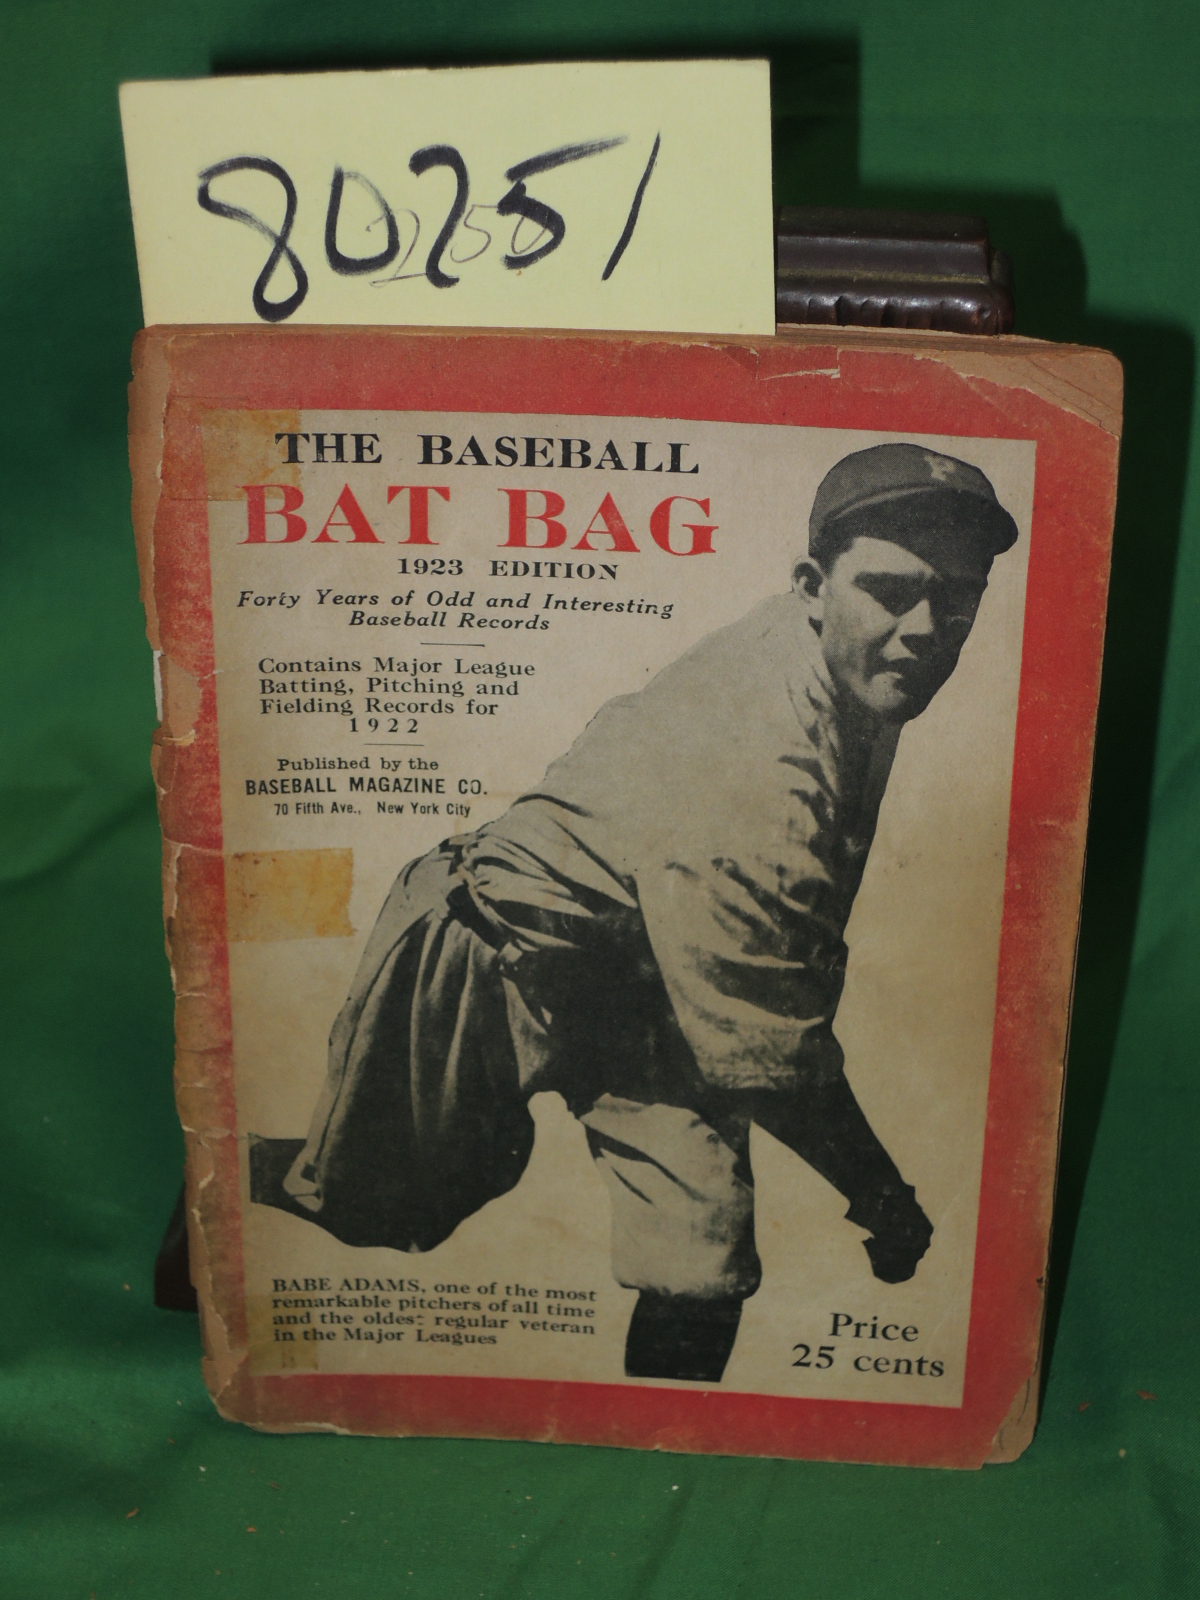 80251
THE BASEBALL
BAT BAG
1923 EDITION
Forty Years of Odd and Interesting
Baseball Records
Contains Major League
Batting, Pitching and
Fielding Records for
1922
Published by the
BASEBALL MAGAZINE CO.
70 Fifth Ave., New York City
P
BABE ADAMS, one of the most
remarkable pitchers of all time
and the oldest regular veteran
in the Major Leagues
Price
25 cents